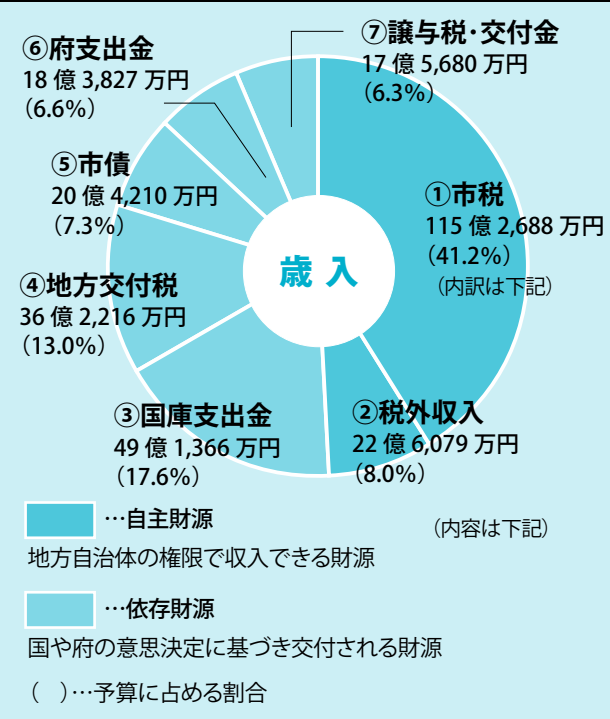 ⑦譲与税・交付金
17 億 5,680 万円
（6.3%）
⑥府支出金
18 億 3,827 万円
（6.6%）
⑤市債
20 億 4,210 万円
（7.3%）
④地方交付税
36 億 2,216 万円
（13.0%）
歳 入
①市税
115 億 2,688 万円
（41.2%）
（内訳は下記）
③国庫支出金
49 億 1,366 万円
（17.6%）
②税外収入
22 億 6,079 万円
（8.0%）
（内容は下記）
…自主財源
地方自治体の権限で収入できる財源
…依存財源
国や府の意思決定に基づき交付される財源
（　）…予算に占める割合